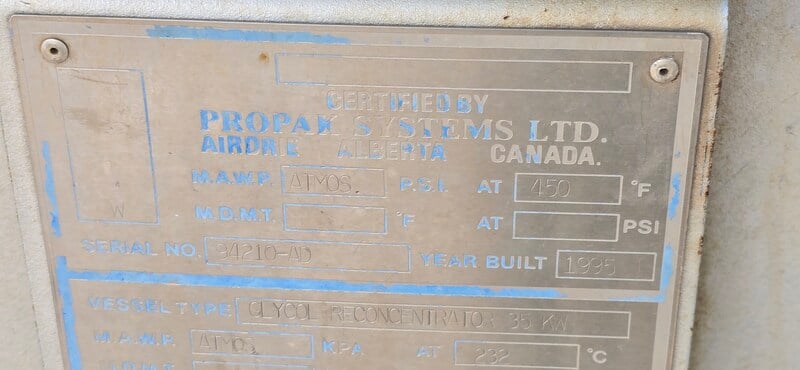 CERTIFIED BY
PROPAK SYSTEMS LTD.
AIRDRIE ALBERTA CANADA.
M.A.W.P. ATMOS. P.S.I. AT 450 °F
M.D.M.T. °F AT PSI
W
SERIAL NO. 94210-AD YEAR BUILT 1995
VESSEL TYPE GLYCOL RECONCENTRATOR 35 KW
M.A.W.P. ATMOS. KPA AT 232 °C